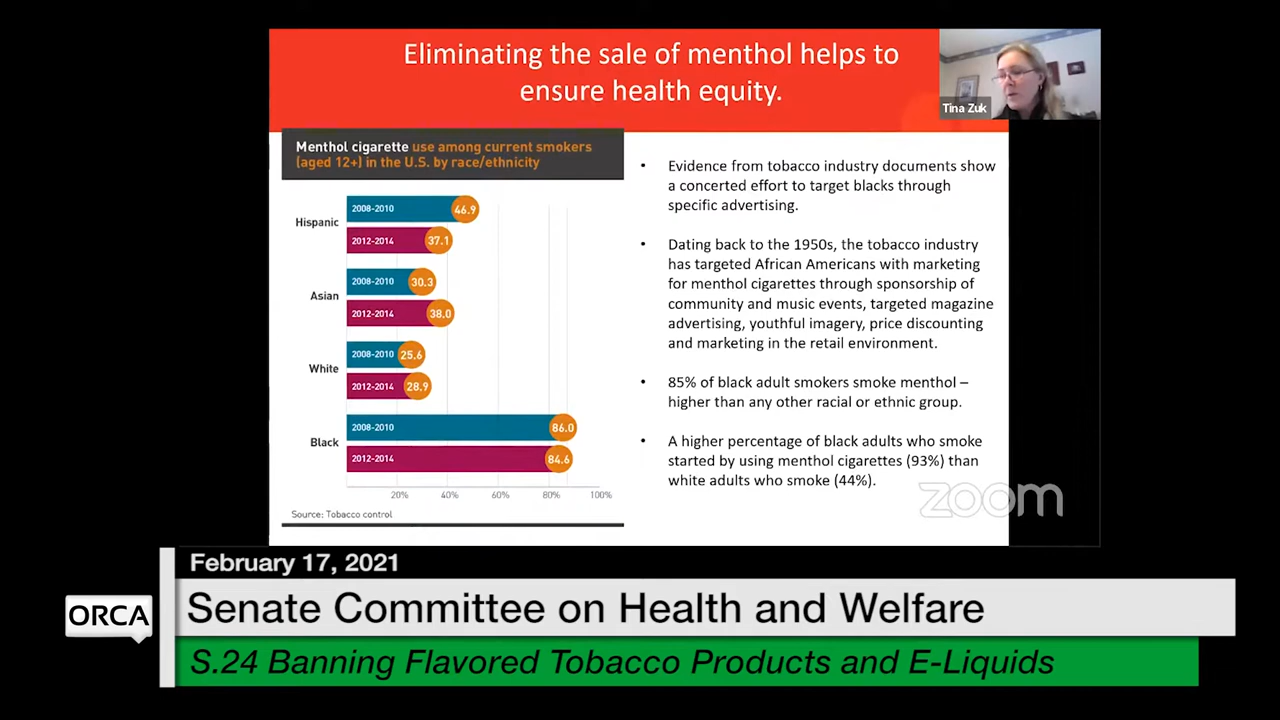 Eliminating the sale of menthol helps to
ensure health equity.
Tina Zuk
Menthol cigarette use among current smokers
(aged 12+) in the U.S. by race/ethnicity
Hispanic
2008-2010
46.9
2012-2014
37.1
Asian
2008-2010
30.3
2012-2014
38.0
White
2008-2010
25.6
2012-2014
28.9
Black
2008-2010
86.0
2012-2014
84.6
20% 40% 60% 80% 100%
Source: Tobacco control
• Evidence from tobacco industry documents show
a concerted effort to target blacks through
specific advertising.
• Dating back to the 1950s, the tobacco industry
has targeted African Americans with marketing
for menthol cigarettes through sponsorship of
community and music events, targeted magazine
advertising, youthful imagery, price discounting
and marketing in the retail environment.
• 85% of black adult smokers smoke menthol –
higher than any other racial or ethnic group.
• A higher percentage of black adults who smoke
started by using menthol cigarettes (93%) than
white adults who smoke (44%).
zoom
February 17, 2021
ORCA
Senate Committee on Health and Welfare
S.24 Banning Flavored Tobacco Products and E-Liquids